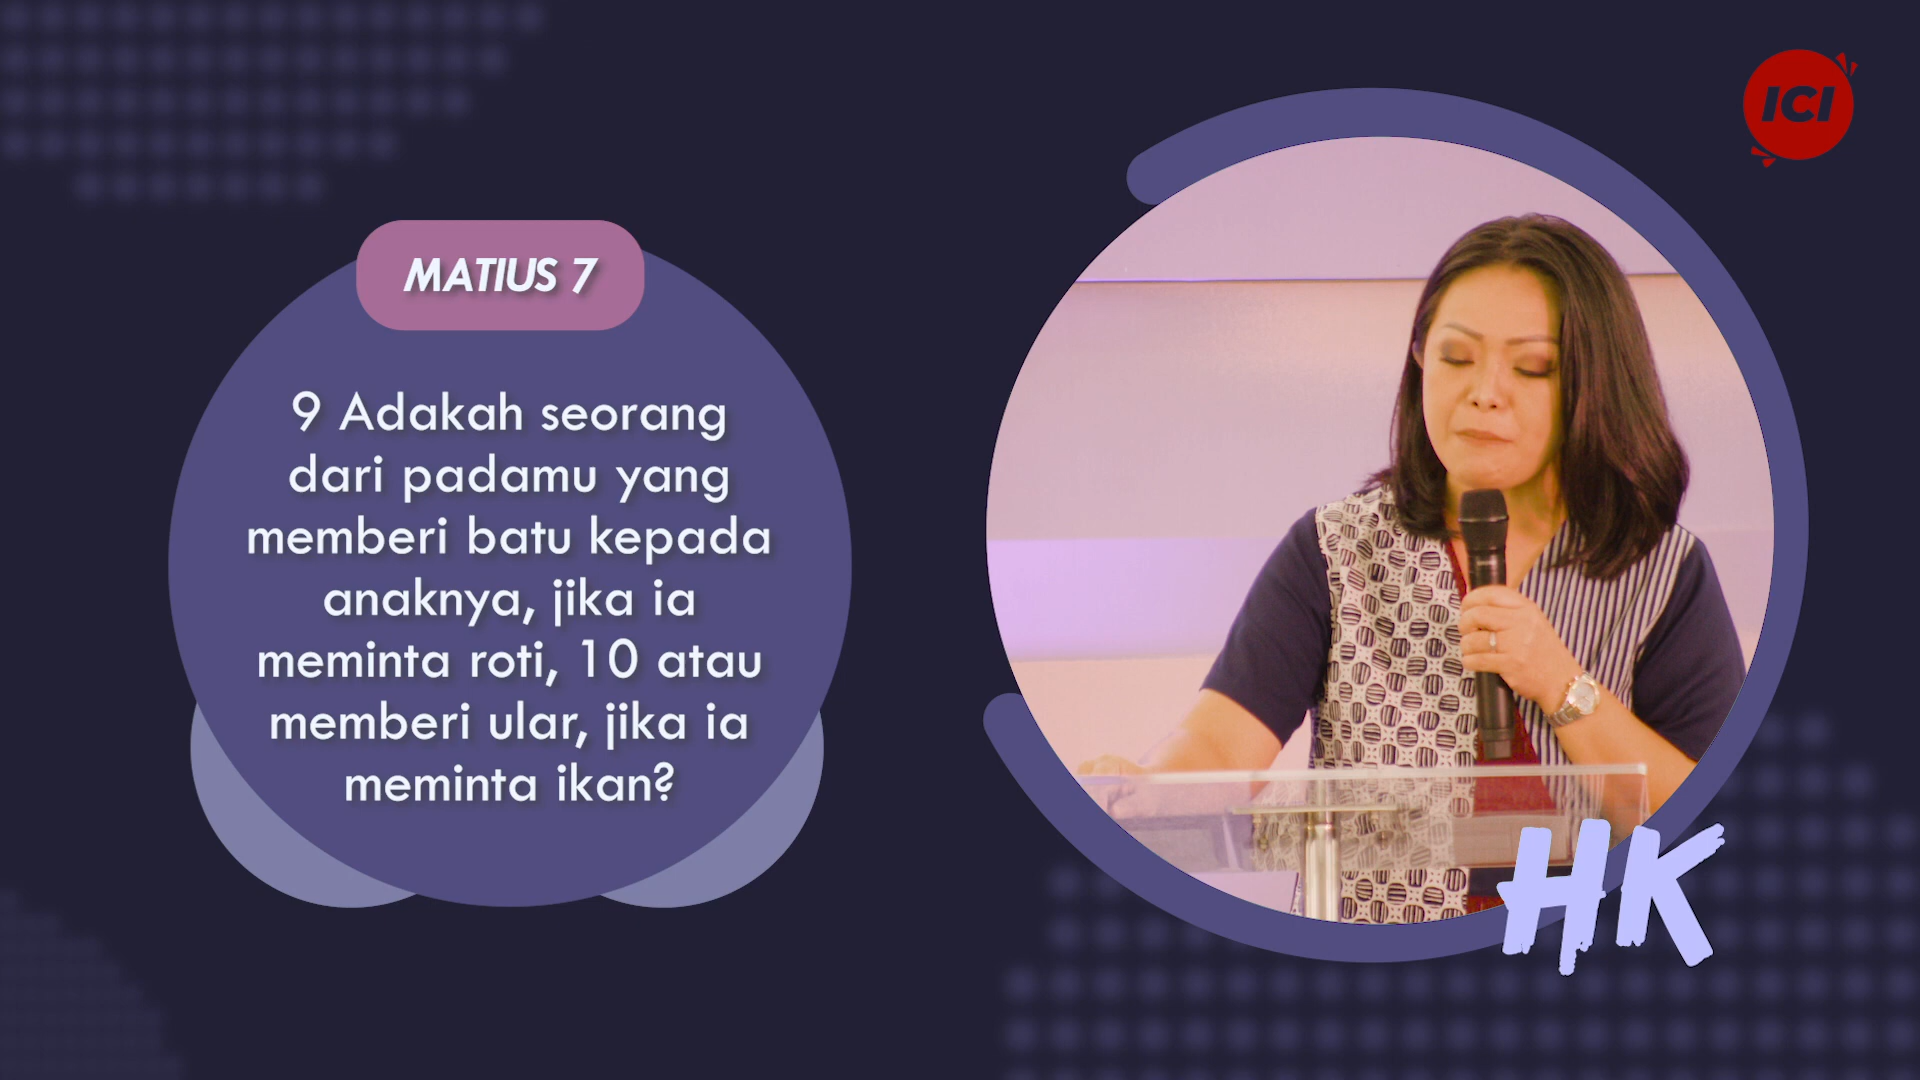 ICI
MATIUS 7
9 Adakah seorang
dari padamu yang
memberi batu kepada
anaknya, jika ia
meminta roti, 10 atau
memberi ular, jika ia
meminta ikan?
HK